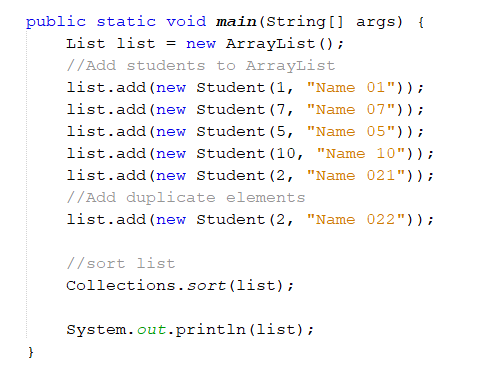 public static void main(String[] args) {
    List list = new ArrayList();
    //Add students to ArrayList
    list.add(new Student(1, "Name 01"));
    list.add(new Student(7, "Name 07"));
    list.add(new Student(5, "Name 05"));
    list.add(new Student(10, "Name 10"));
    list.add(new Student(2, "Name 021"));
    //Add duplicate elements
    list.add(new Student(2, "Name 022"));

    //sort list
    Collections.sort(list);

    System.out.println(list);
}